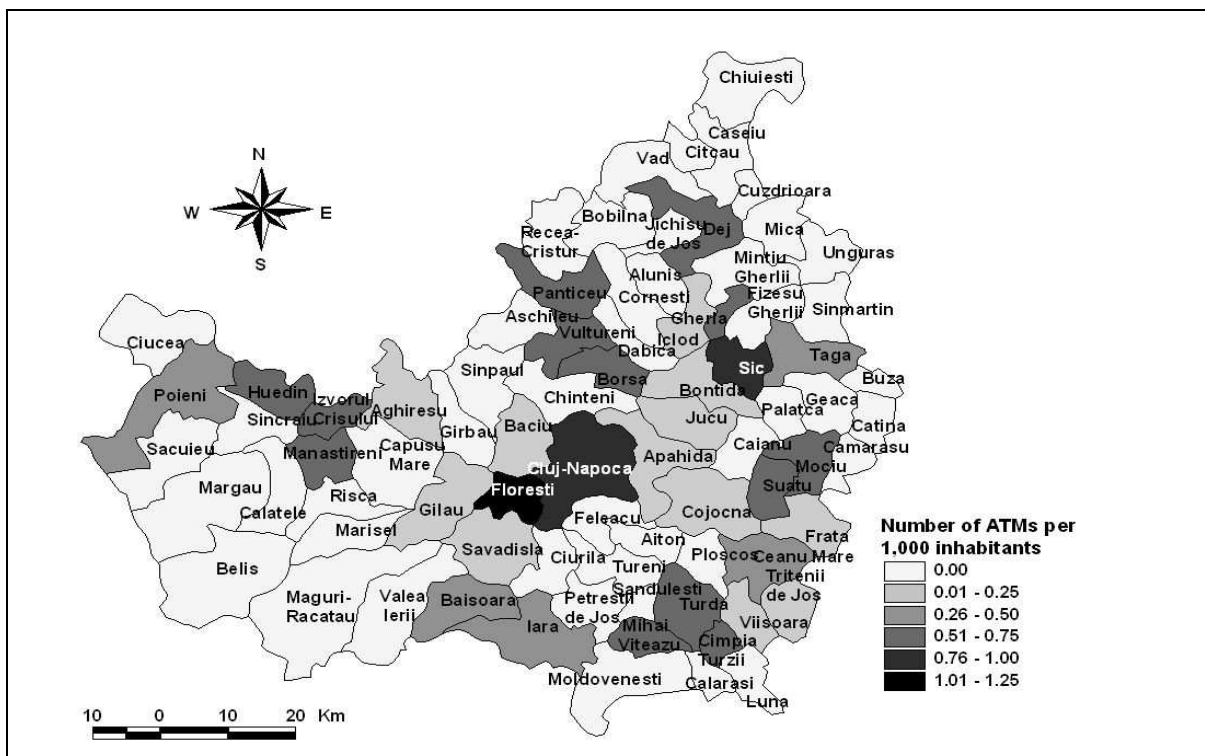 Chiuiesti
Caseiu
Citcau
Vad
Cuzdrioara
N
W
E
S
Bobilna
Jichisu
de Jos
Dej
Mica
Recea-
Cristur
Unguras
Mintiu
Gherlii
Alunis
Panticeu
Cornesti
Fizesu
Gherlii
Aschileu
Gherla
Sinmartin
Ciucea
Vultureni
Iclod
Dabica
Taga
Sinpaul
Sic
Poieni
Huedin
Izvorul
Crisului
Borsa
Bontida
Buza
Chinteni
Geaca
Aghiresu
Sincraiu
Palatca
Jucu
Baciu
Girbau
Catina
Sacuieu
Capusu
Mare
Caianu
Camarasu
Manastireni
Apahida
Mociu
Cluj-Napoca
Margau
Floresti
Suatu
Risca
Calatele
Gilau
Cojocna
Feleacu
Marisel
Frata
Aiton
Savadisla
Ciurila
Ploscos
Ceanu Mare
Belis
Tureni
Tritenii
de Jos
Sandulesti
Maguri-
Racatau
Valea
Ierii
Baisoara
Petrestii
de Jos
Turda
Iara
Mihai
Viteazu
Viisoara
Cimpia
Turzii
Moldovenesti
Calarasi
Luna
Number of ATMs per
1,000 inhabitants
0.00
0.01 - 0.25
0.26 - 0.50
0.51 - 0.75
0.76 - 1.00
1.01 - 1.25
10 0 10 20 Km